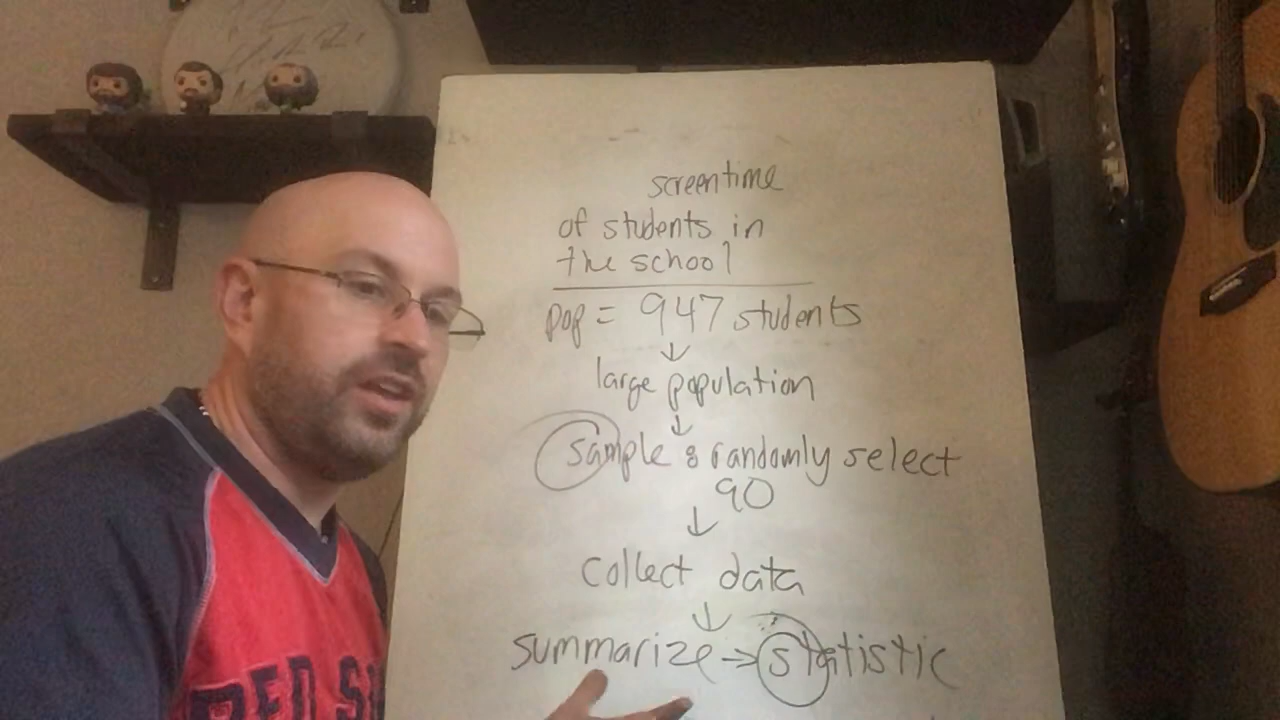 screentime
of students in
the school
pop = 947 students
↓
large population
↓
sample : randomly select
90
↓
collect data
↓
summarize → statistic
RED S